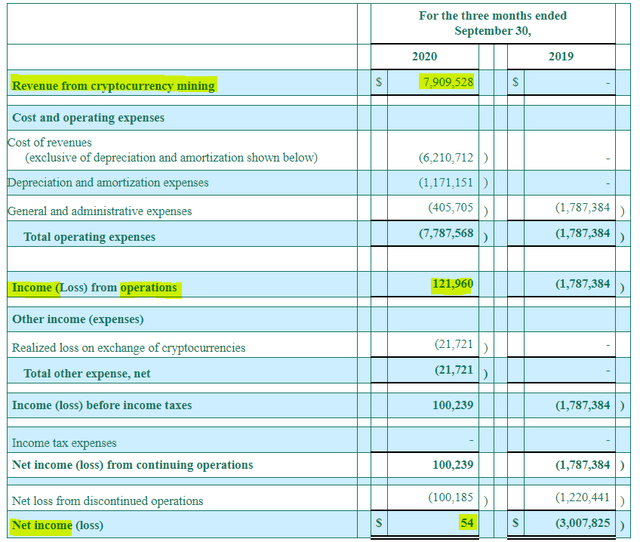 For the three months ended
September 30,
2020 2019
Revenue from cryptocurrency mining $ 7,909,528 $ -
Cost and operating expenses
Cost of revenues
(exclusive of depreciation and amortization shown below) (6,210,712 ) -
Depreciation and amortization expenses (1,171,151 ) -
General and administrative expenses (405,705 ) (1,787,384 )
Total operating expenses (7,787,568 ) (1,787,384 )
Income (Loss) from operations 121,960 (1,787,384 )
Other income (expenses)
Realized loss on exchange of cryptocurrencies (21,721 ) -
Total other expense, net (21,721 ) -
Income (loss) before income taxes 100,239 (1,787,384 )
Income tax expenses - -
Net income (loss) from continuing operations 100,239 (1,787,384 )
Net loss from discontinued operations (100,185 ) (1,220,441 )
Net income (loss) $ 54 $ (3,007,825 )